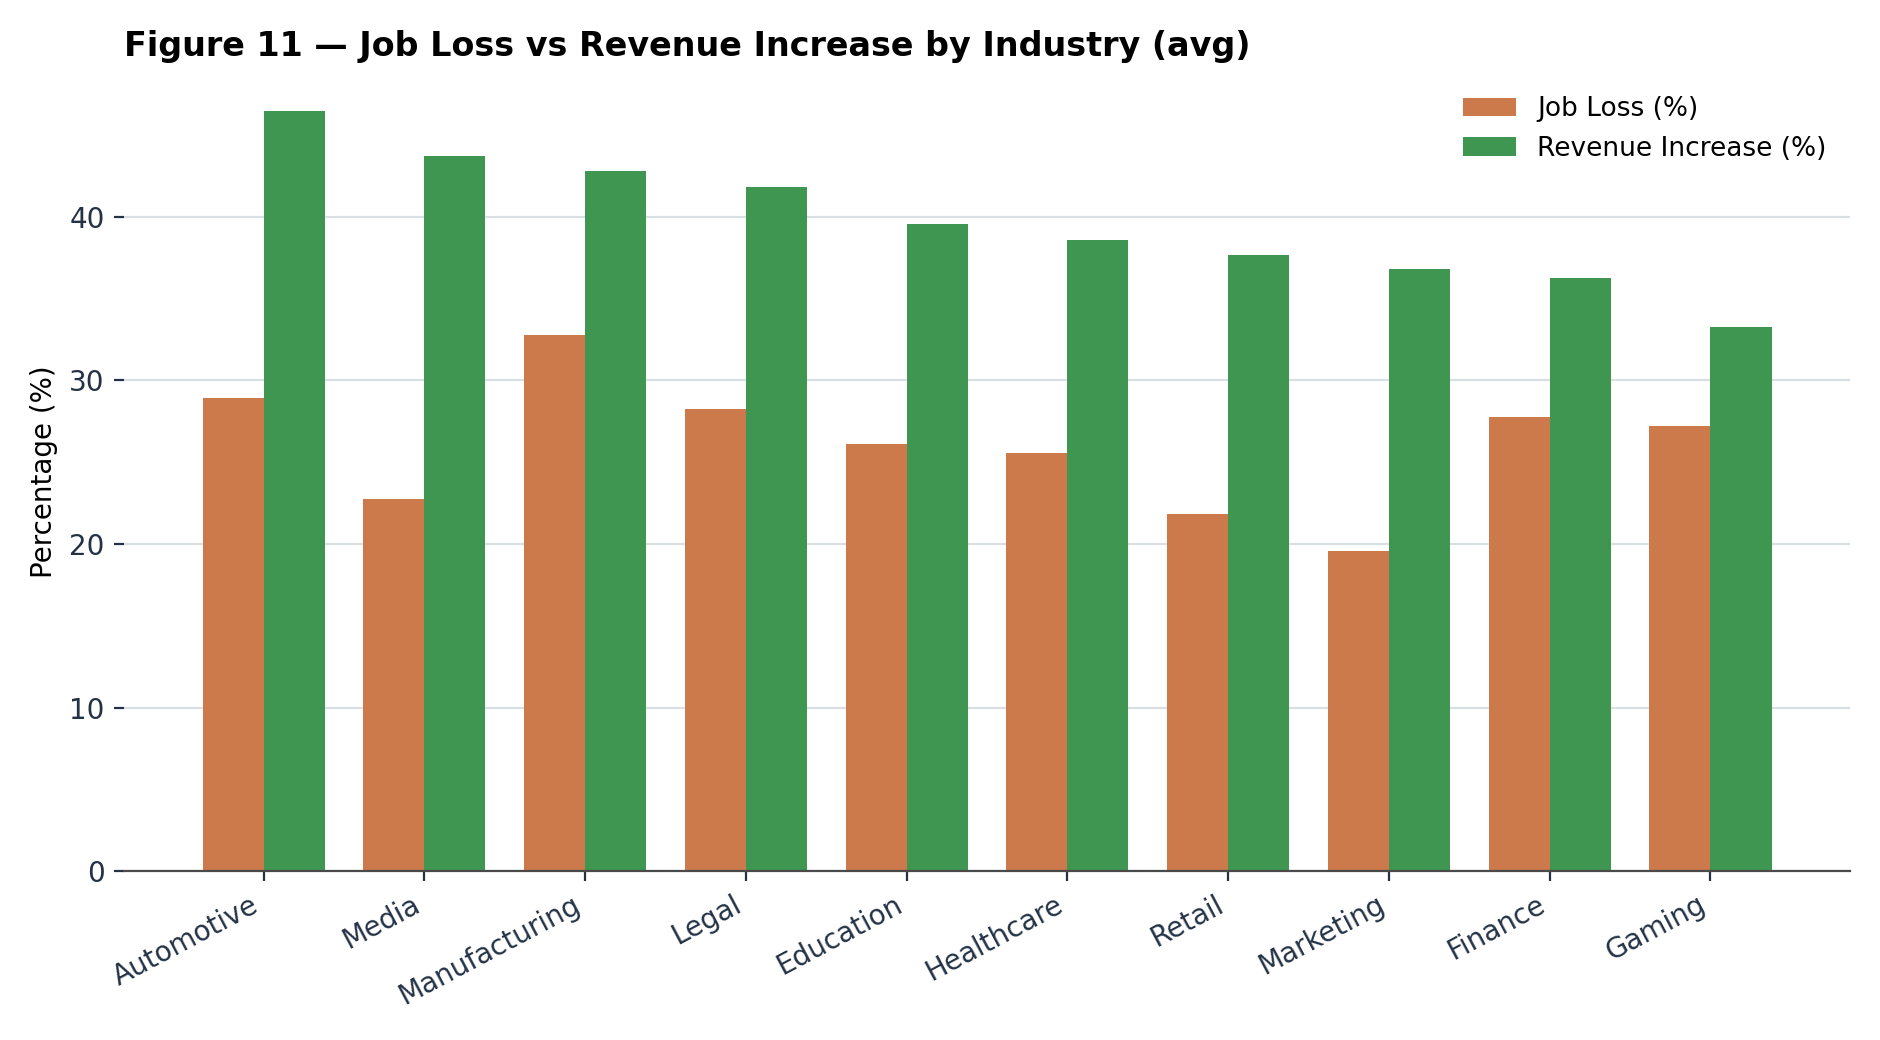 Figure 11 — Job Loss vs Revenue Increase by Industry (avg)
Job Loss (%)
Revenue Increase (%)
Percentage (%)
40
30
20
10
0
Automotive
Media
Manufacturing
Legal
Education
Healthcare
Retail
Marketing
Finance
Gaming